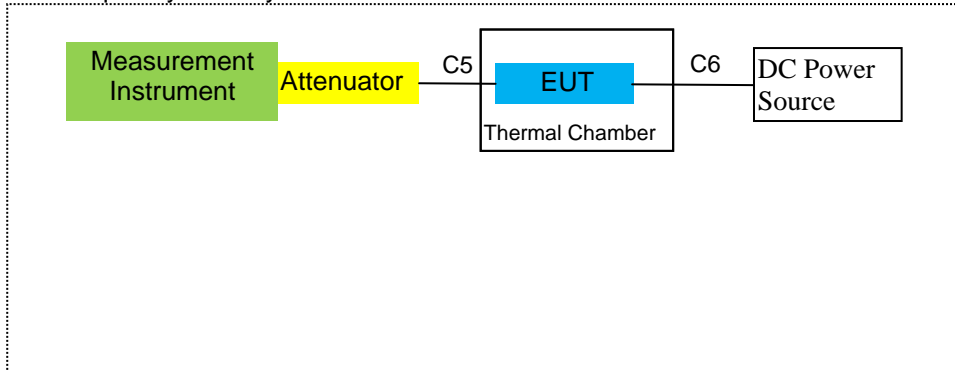 Measurement
Instrument
Attenuator
C5
EUT
Thermal Chamber
C6
DC Power
Source